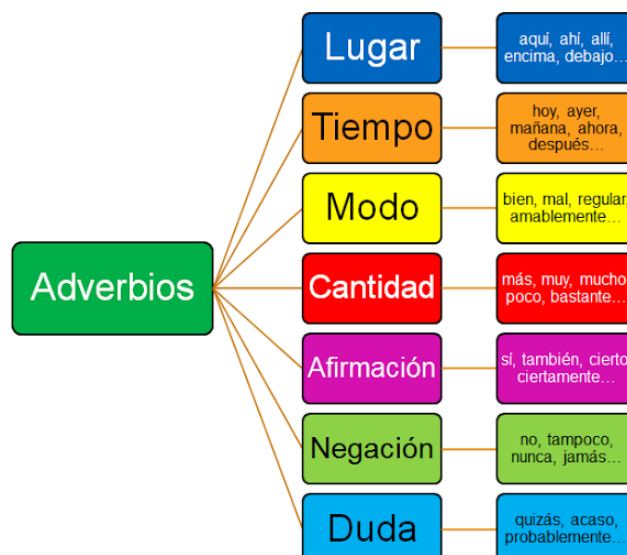 Adverbios
Lugar
aquí, ahí, allí,
encima, debajo...
Tiempo
hoy, ayer,
mañana, ahora,
después...
Modo
bien, mal, regular,
amablemente...
Cantidad
más, muy, mucho
poco, bastante...
Afirmación
sí, también, cierto
ciertamente...
Negación
no, tampoco,
nunca, jamás...
Duda
quizás, acaso,
probablemente...